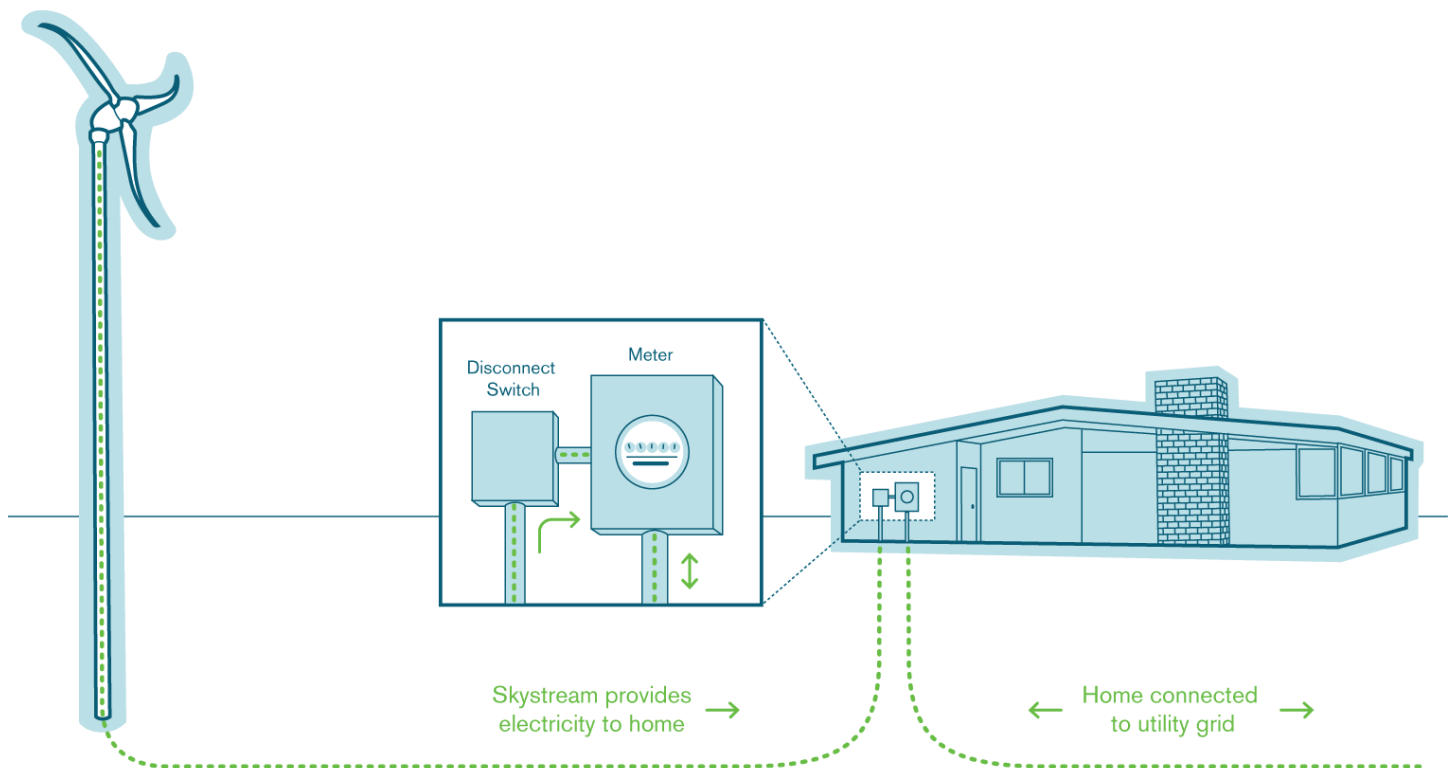 Meter
Disconnect
Switch
Skystream provides
electricity to home
Home connected
to utility grid